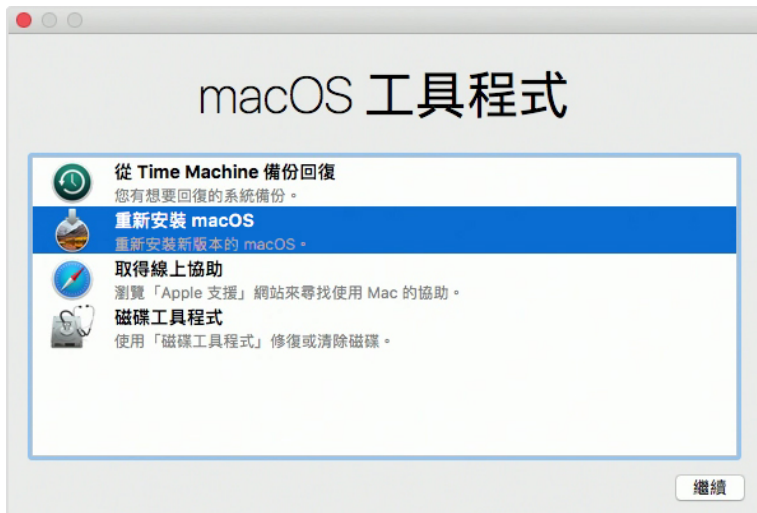 macOS 工具程式
從 Time Machine 備份回復
您有想要回復的系統備份。
重新安裝 macOS
重新安裝新版本的 macOS。
取得線上協助
瀏覽「Apple 支援」網站來尋找使用 Mac 的協助。
磁碟工具程式
使用「磁碟工具程式」修復或清除磁碟。
繼續